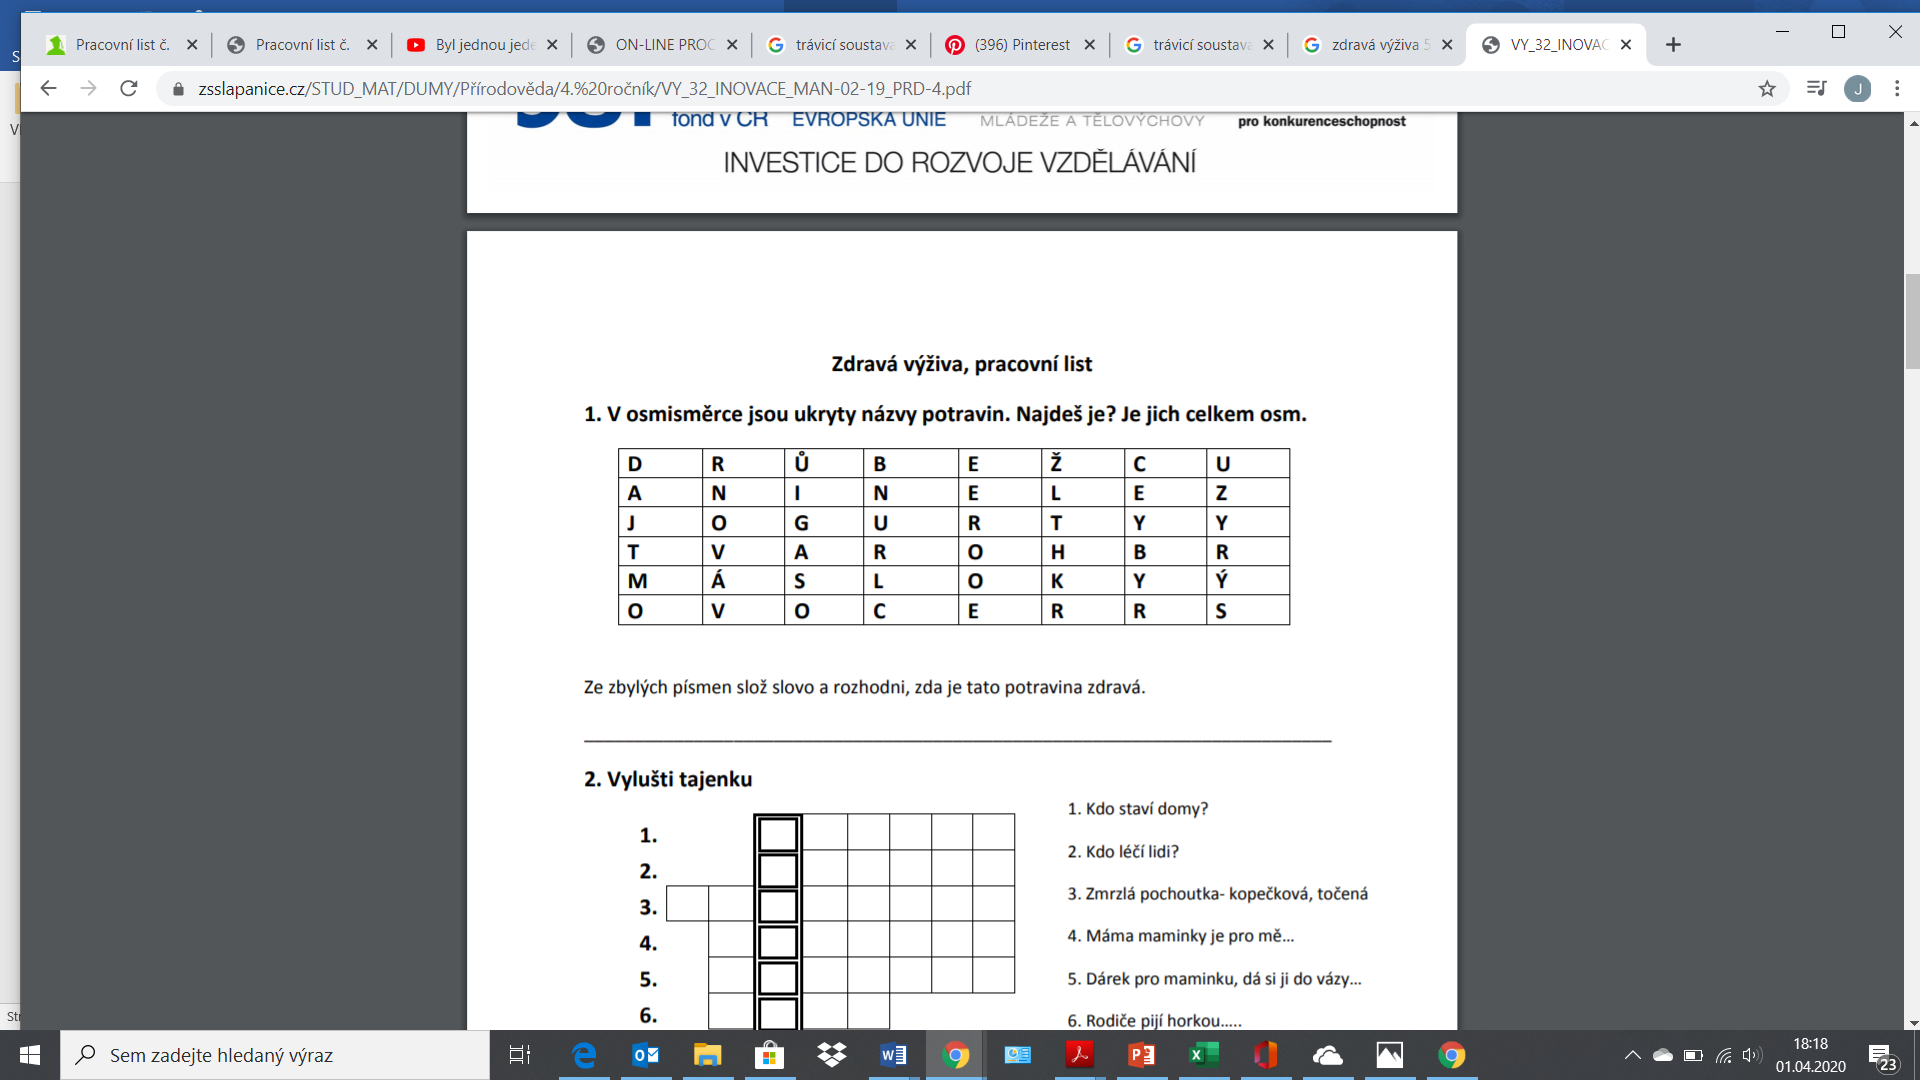 Pracovní list č.
Pracovní list č.
Byl jednou jede
ON-LINE PROC
trávicí soustava
(396) Pinterest
trávicí soustava
zdravá výživa 5
VY_32_INOVAC
zsslapanice.cz/STUD_MAT/DUMY/Přírodověda/4.%20ročník/VY_32_INOVACE_MAN-02-19_PRD-4.pdf
J
fond v ČR EVROPSKÁ UNIE MLÁDEŽE A TĚLOVÝCHOVY pro konkurenceschopnost
INVESTICE DO ROZVOJE VZDĚLÁVÁNÍ
Zdravá výživa, pracovní list
1. V osmisměrce jsou ukryty názvy potravin. Najdeš je? Je jich celkem osm.
D R Ů B E Ž C U
A N I N E L E Z
J O G U R T Y Y
T V A R O H B R
M Á S L O K Y Ý
O V O C E R R S
Ze zbylých písmen slož slovo a rozhodni, zda je tato potravina zdravá.
2. Vylušti tajenku
1.
2.
3.
4.
5.
6.
1. Kdo staví domy?
2. Kdo léčí lidi?
3. Zmrzlá pochoutka- kopečková, točená
4. Máma maminky je pro mě...
5. Dárek pro maminku, dá si ji do vázy...
6. Rodiče pijí horkou.....
Sem zadejte hledaný výraz
18:18
01.04.2020
23